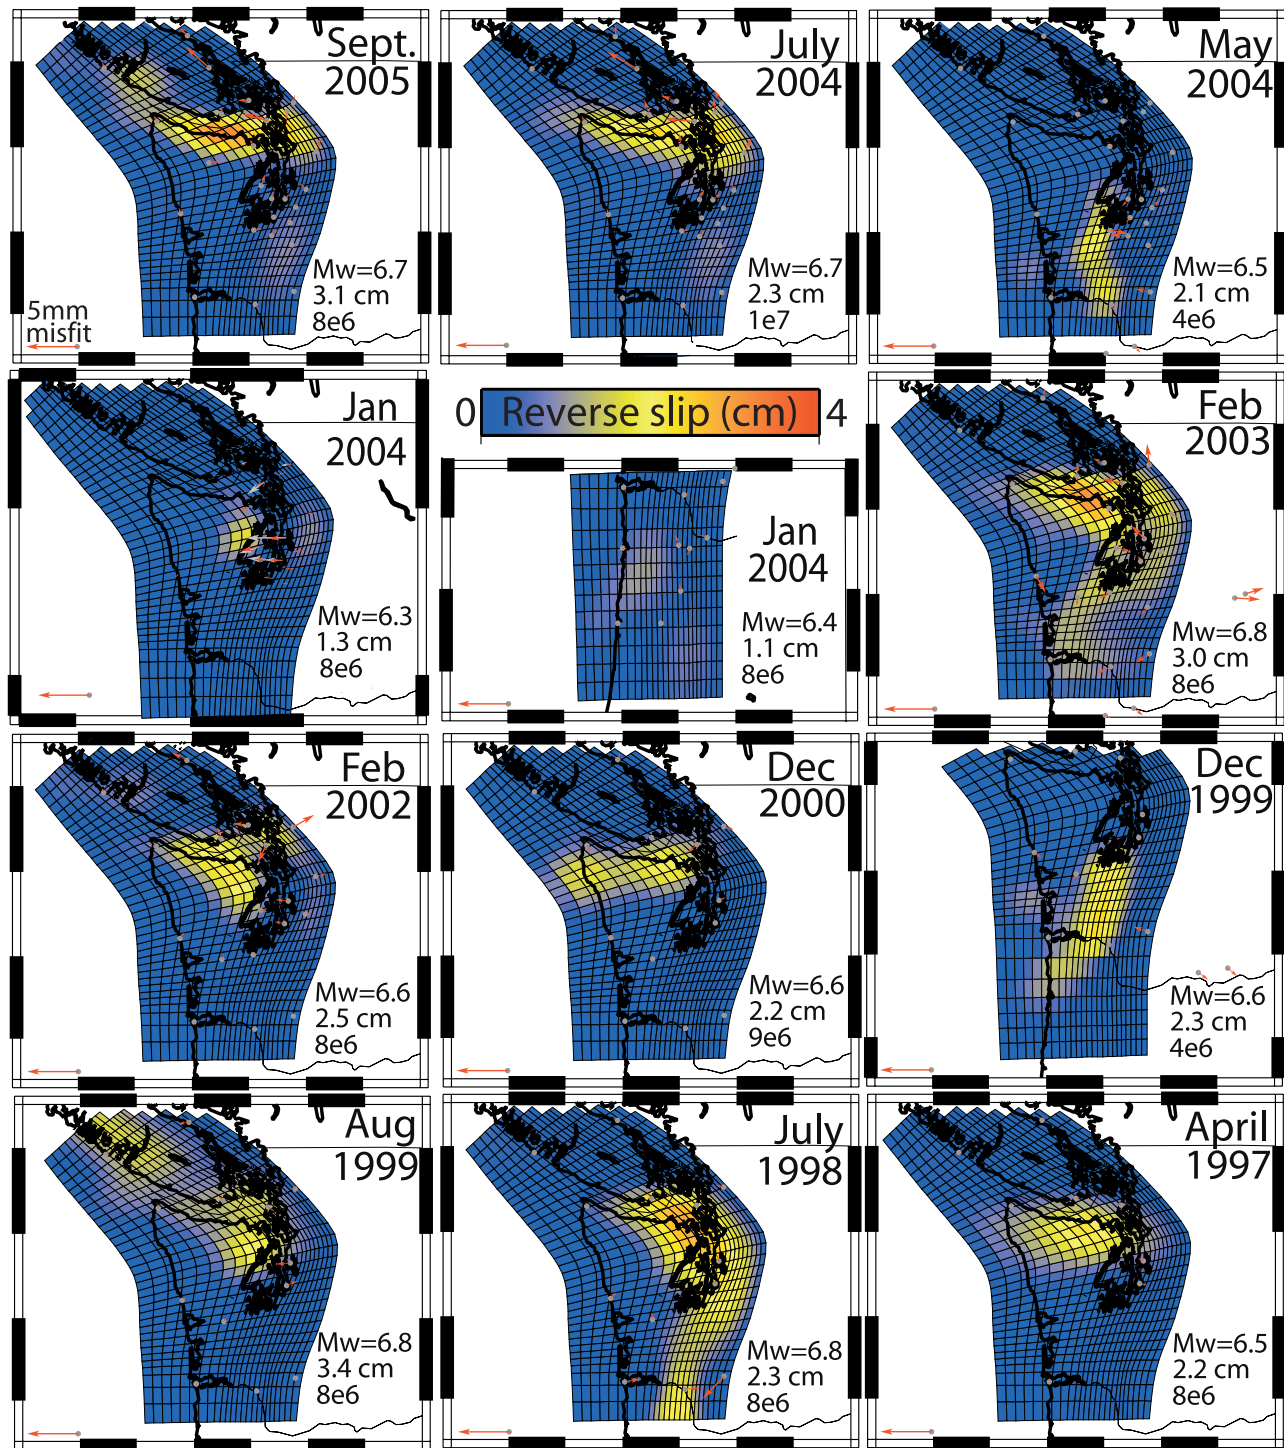 Sept.
2005
Mw=6.7
3.1 cm
8e6
5mm
misfit
July
2004
Mw=6.7
2.3 cm
1e7
May
2004
Mw=6.5
2.1 cm
4e6
Jan
2004
Mw=6.3
1.3 cm
8e6
0 Reverse slip (cm) 4
Jan
2004
Mw=6.4
1.1 cm
8e6
Feb
2003
Mw=6.8
3.0 cm
8e6
Feb
2002
Mw=6.6
2.5 cm
8e6
Dec
2000
Mw=6.6
2.2 cm
9e6
Dec
1999
Mw=6.6
2.3 cm
4e6
Aug
1999
Mw=6.8
3.4 cm
8e6
July
1998
Mw=6.8
2.3 cm
8e6
April
1997
Mw=6.5
2.2 cm
8e6